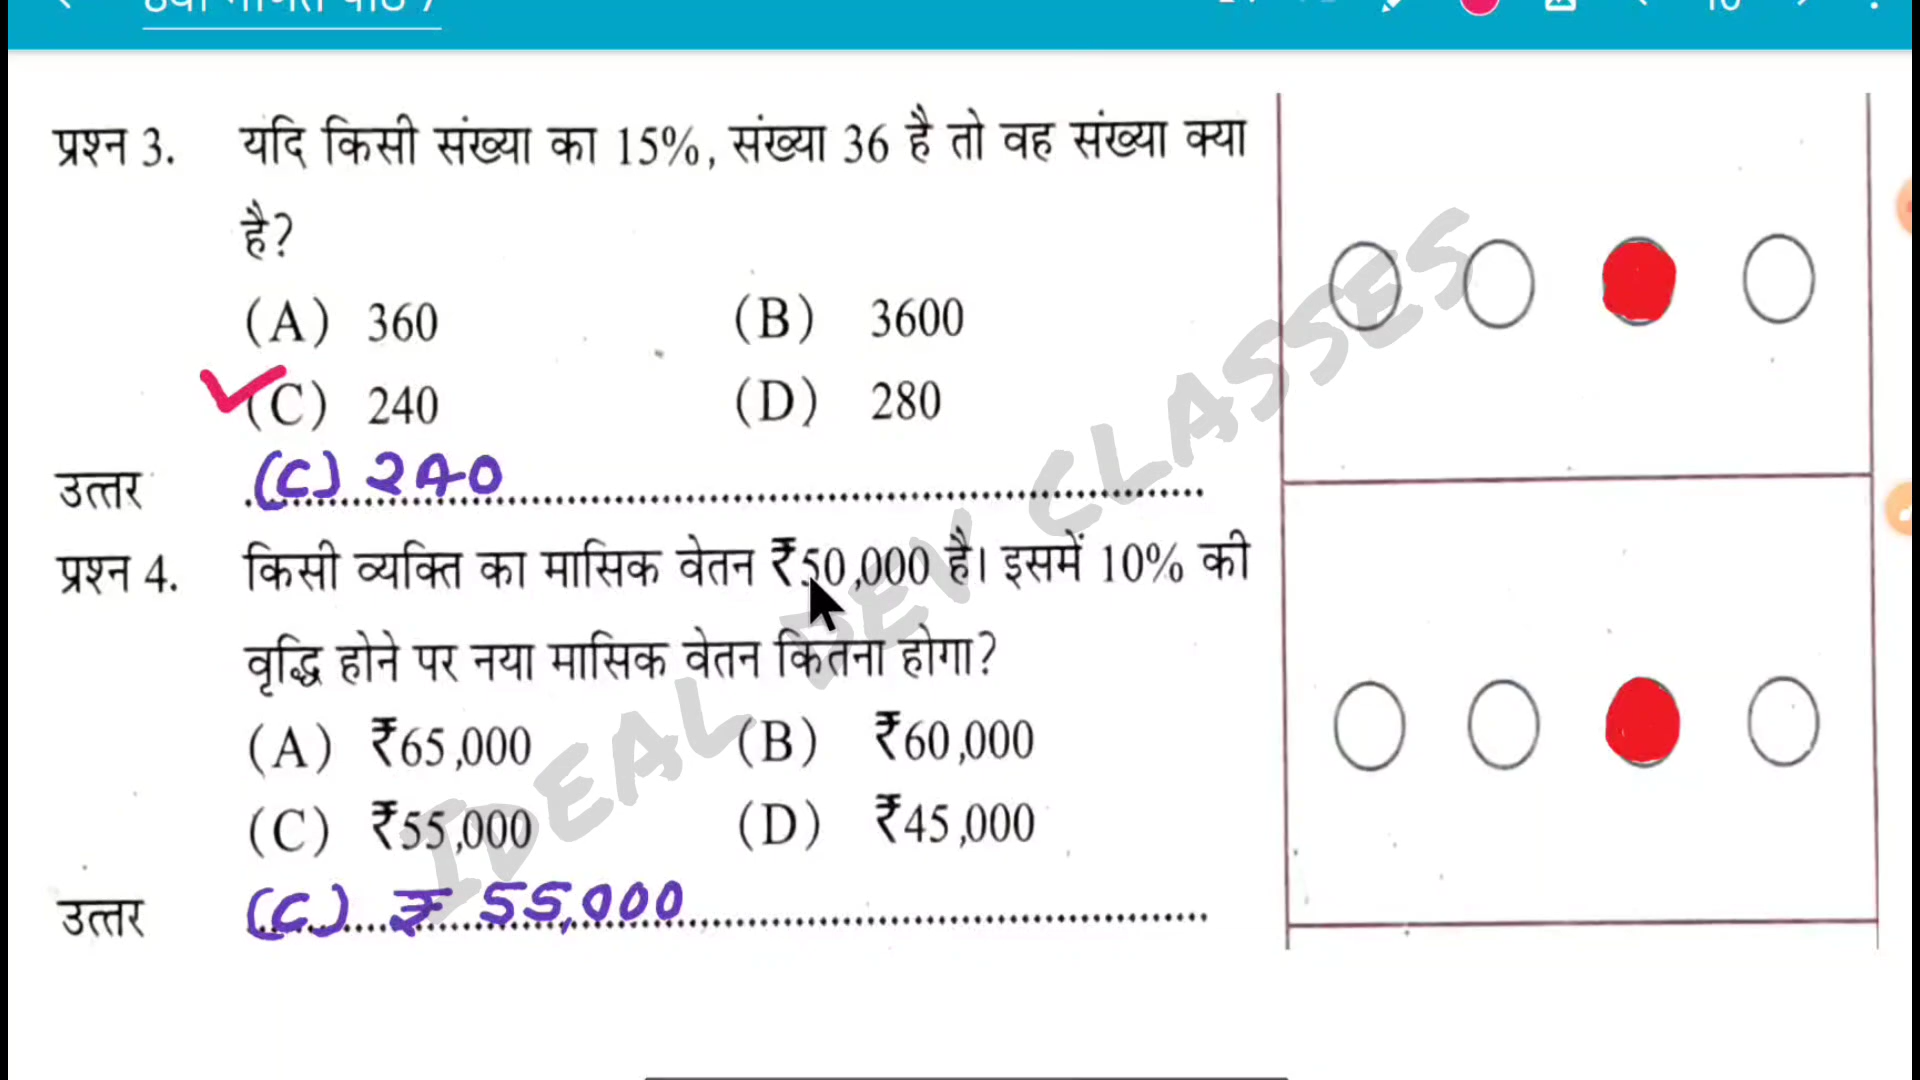 प्रश्न 3. यदि किसी संख्या का 15%, संख्या 36 है तो वह संख्या क्या
है?
(A) 360 (B) 3600
(C) 240 (D) 280
उत्तर (C) 240
प्रश्न 4. किसी व्यक्ति का मासिक वेतन ₹50,000 है। इसमें 10% की
वृद्धि होने पर नया मासिक वेतन कितना होगा?
(A) ₹65,000 (B) ₹60,000
(C) ₹55,000 (D) ₹45,000
उत्तर (C) ₹ 55,000
IDEAL DEV CLASSES